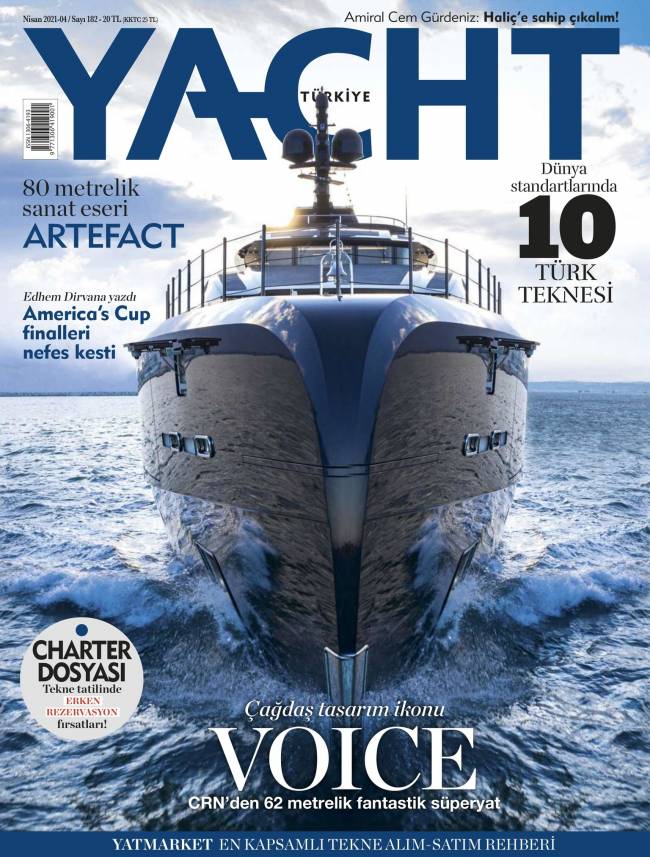 Nisan 2021-04 / Sayı 182 - 20 TL (KKTC 25 TL)
Amiral Cem Gürdeniz: Haliç'e sahip çıkalım!
YACHT
TÜRKİYE
80 metrelik
sanat eseri
ARTEFACT
Edhem Dirvana yazdı
America's Cup
finalleri
nefes kesti
Dünya
standartlarında
10
TÜRK
TEKNESİ
CHARTER
DOSYASI
Tekne tatilinde
ERKEN
REZERVASYON
fırsatları!
Çağdaş tasarım ikonu
VOICE
CRN'den 62 metrelik fantastik süperyat
YATMARKET EN KAPSAMLI TEKNE ALIM-SATIM REHBERİ